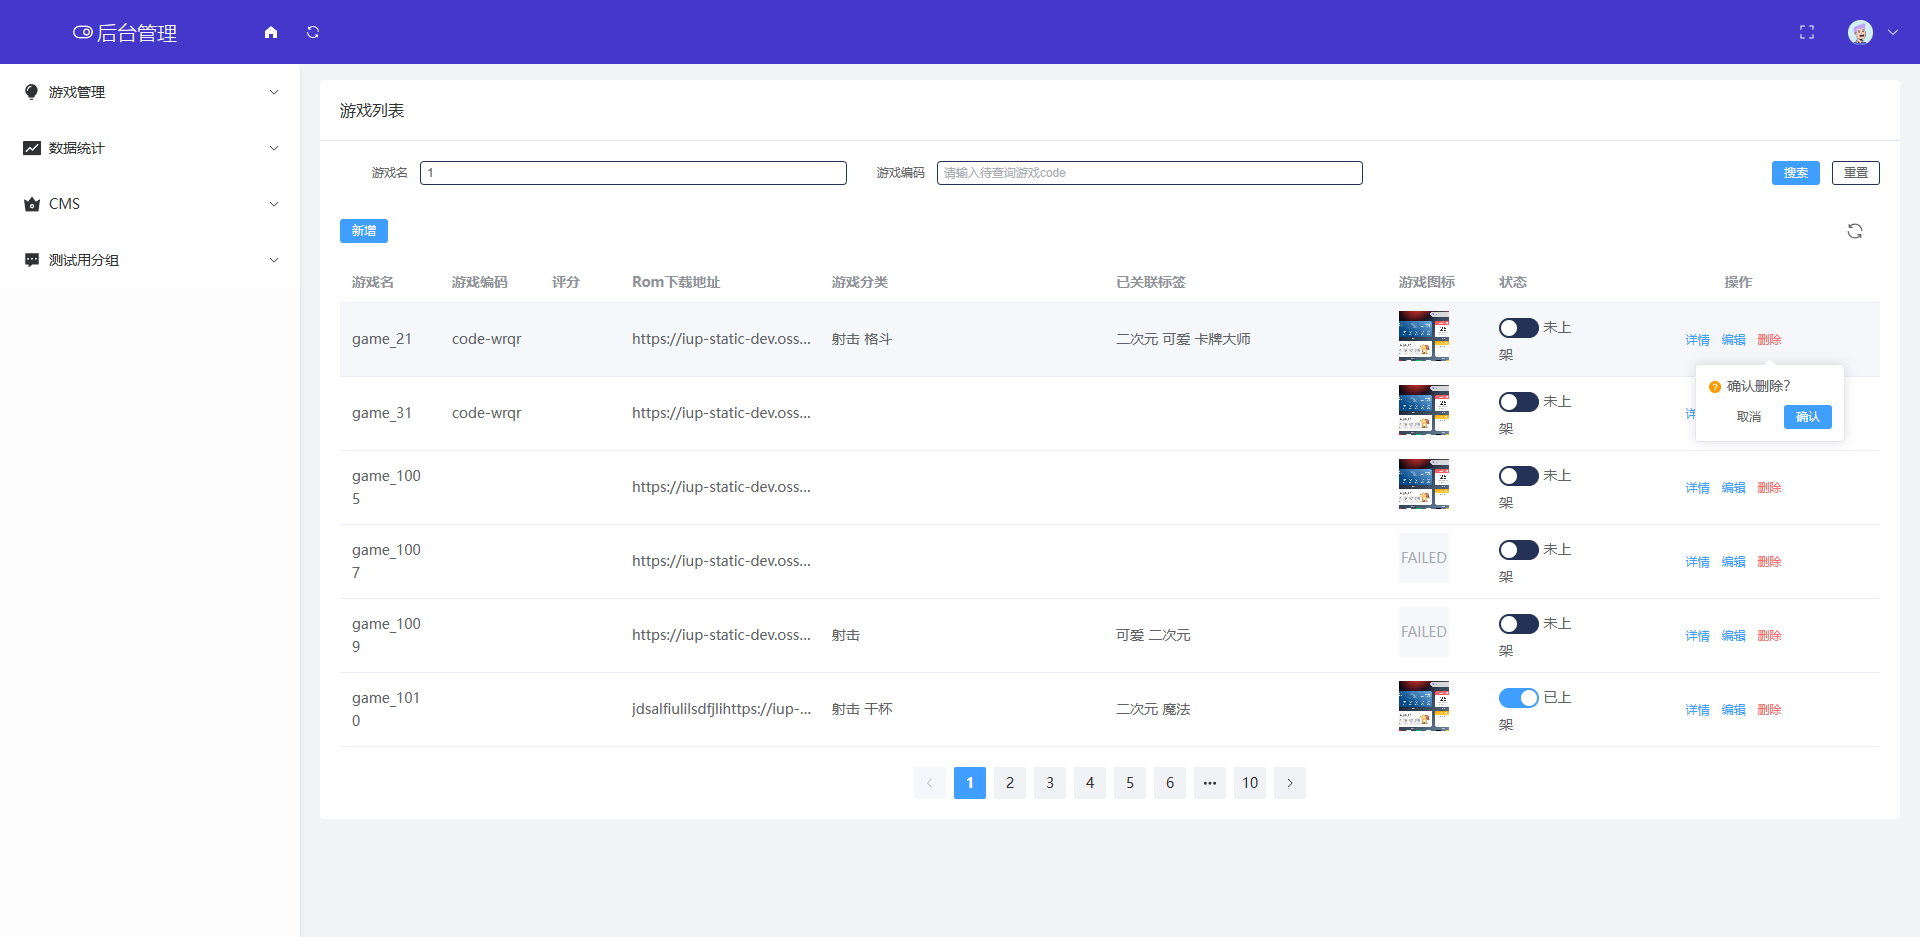 后台管理
游戏管理
数据统计
CMS
测试用分组
游戏列表
游戏名 1 游戏编码 请输入待查询游戏code 搜索 重置
新增
游戏名 游戏编码 评分 Rom下载地址 游戏分类 已关联标签 游戏图标 状态 操作
game_21 code-wrqr https://iup-static-dev.oss... 射击 格斗 二次元 可爱 卡牌大师 未上
架 详情 编辑 删除
确认删除?
取消 确认
game_31 code-wrqr https://iup-static-dev.oss... 未上
架 详
game_100
5 https://iup-static-dev.oss... 未上
架 详情 编辑 删除
game_100
7 https://iup-static-dev.oss... FAILED 未上
架 详情 编辑 删除
game_100
9 https://iup-static-dev.oss... 射击 可爱 二次元 FAILED 未上
架 详情 编辑 删除
game_101
0 jdsalfiulilsdfjlihttps://iup-... 射击 干杯 二次元 魔法 已上
架 详情 编辑 删除
1 2 3 4 5 6 ••• 10